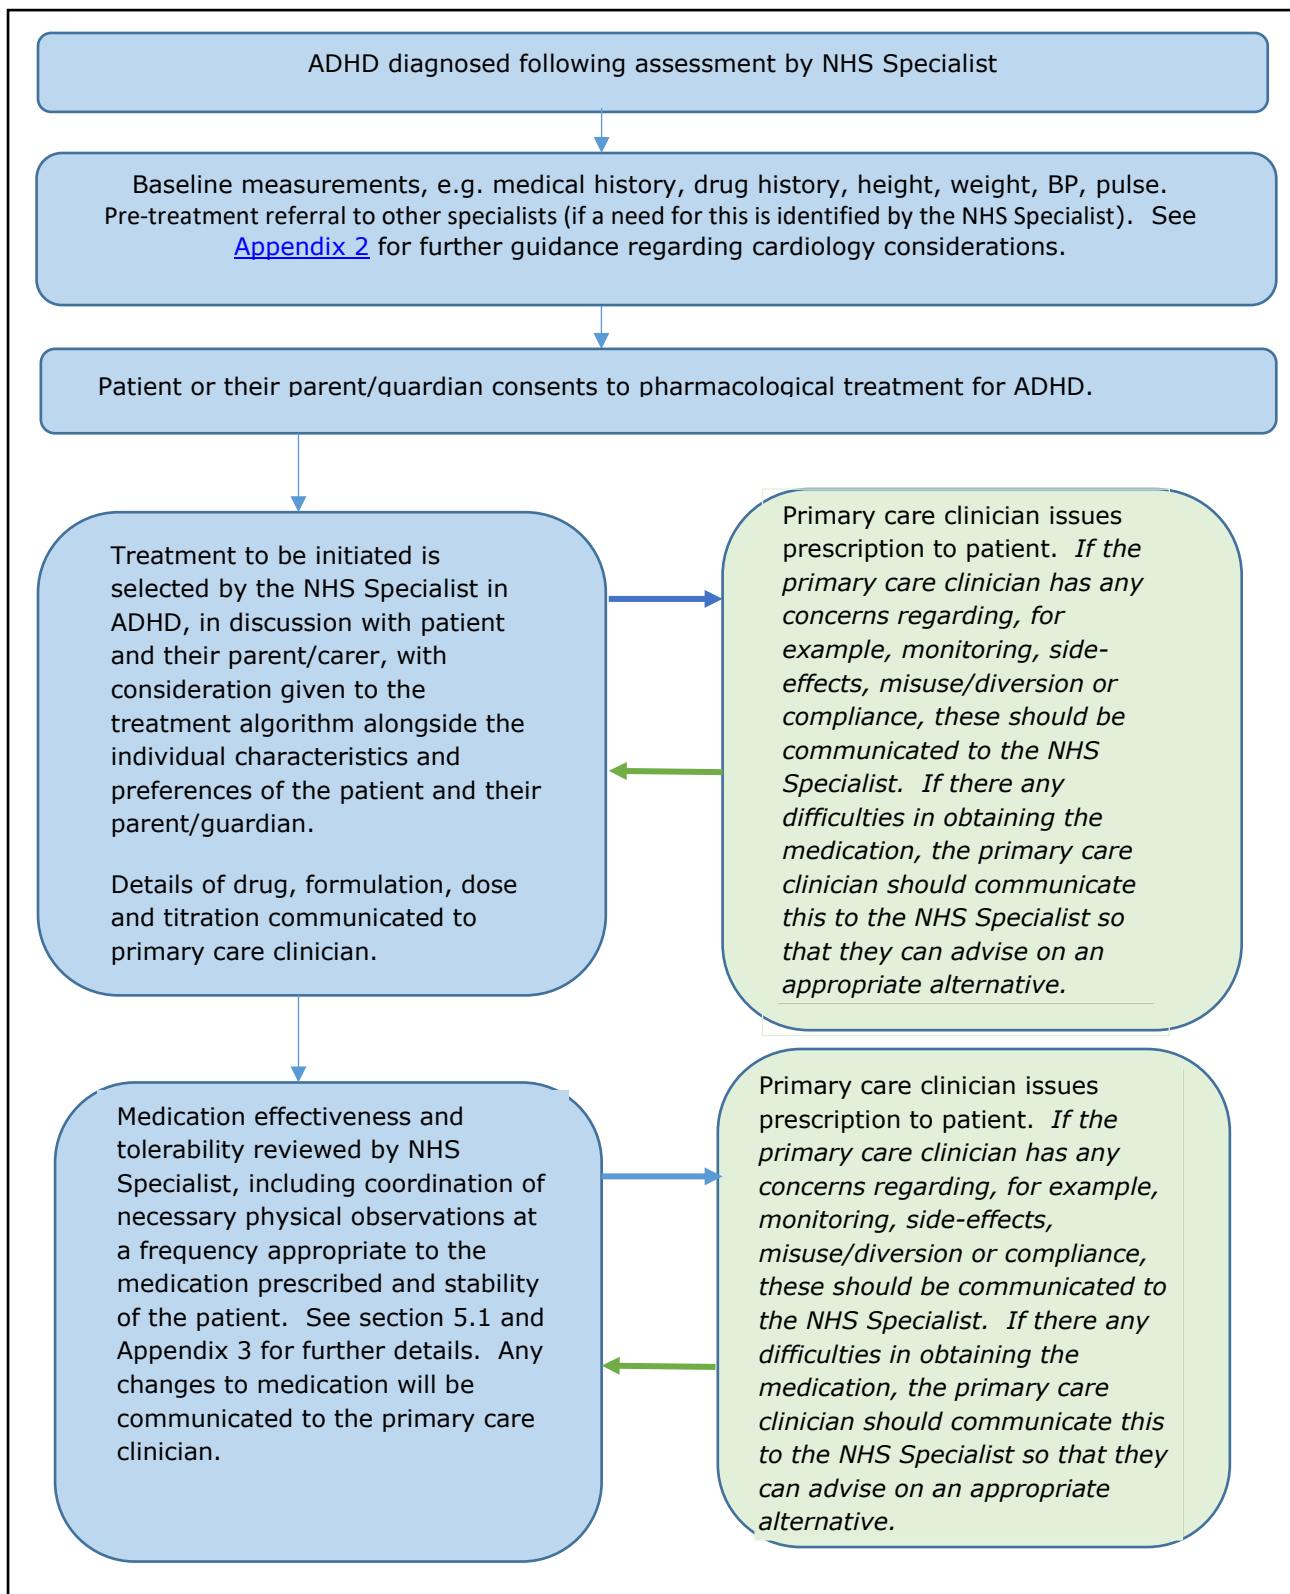 ADHD diagnosed following assessment by NHS Specialist
Baseline measurements, e.g. medical history, drug history, height, weight, BP, pulse.
Pre-treatment referral to other specialists (if a need for this is identified by the NHS Specialist). See
Appendix 2 for further guidance regarding cardiology considerations.
Patient or their parent/guardian consents to pharmacological treatment for ADHD.
Treatment to be initiated is
selected by the NHS Specialist in
ADHD, in discussion with patient
and their parent/carer, with
consideration given to the
treatment algorithm alongside the
individual characteristics and
preferences of the patient and their
parent/guardian.
Details of drug, formulation, dose
and titration communicated to
primary care clinician.
Primary care clinician issues
prescription to patient. If the
primary care clinician has any
concerns regarding, for
example, monitoring, side-
effects, misuse/diversion or
compliance, these should be
communicated to the NHS
Specialist. If there any
difficulties in obtaining the
medication, the primary care
clinician should communicate
this to the NHS Specialist so
that they can advise on an
appropriate alternative.
Medication effectiveness and
tolerability reviewed by NHS
Specialist, including coordination of
necessary physical observations at
a frequency appropriate to the
medication prescribed and stability
of the patient. See section 5.1 and
Appendix 3 for further details. Any
changes to medication will be
communicated to the primary care
clinician.
Primary care clinician issues
prescription to patient. If the
primary care clinician has any
concerns regarding, for example,
monitoring, side-effects,
misuse/diversion or compliance,
these should be communicated to
the NHS Specialist. If there any
difficulties in obtaining the
medication, the primary care
clinician should communicate this
to the NHS Specialist so that they
can advise on an appropriate
alternative.